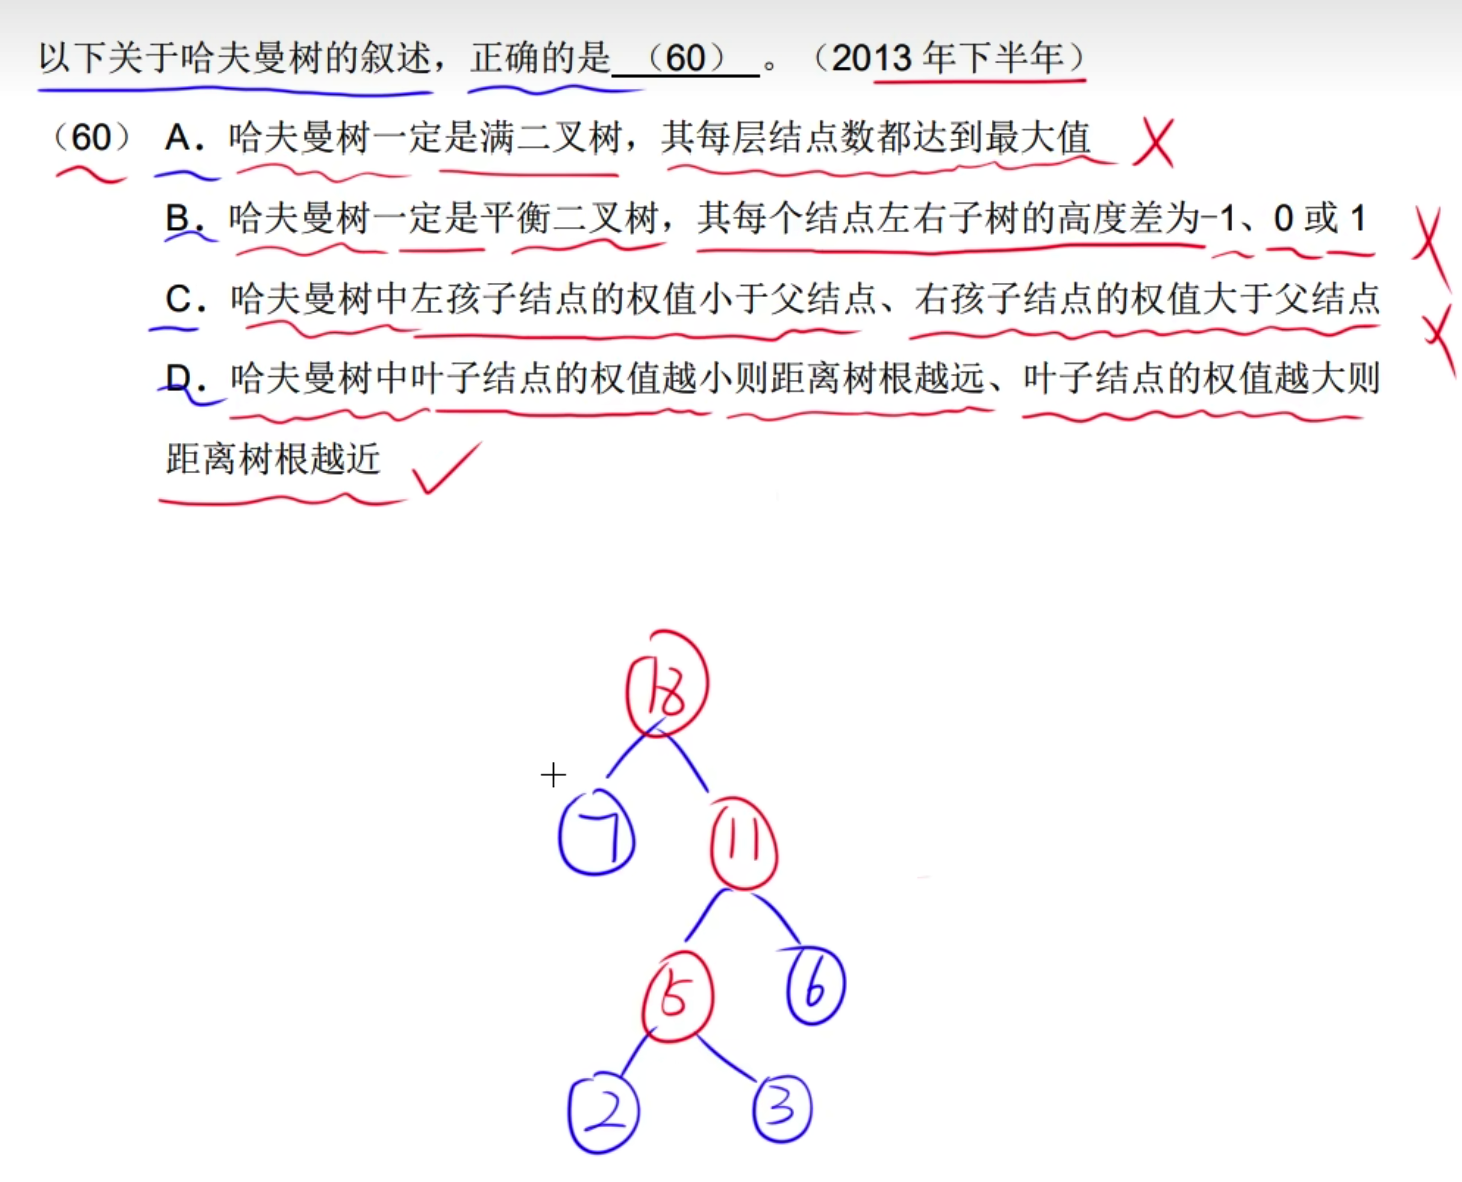 以下关于哈夫曼树的叙述，正确的是 （60） 。（2013 年下半年）
（60） A．哈夫曼树一定是满二叉树，其每层结点数都达到最大值
B．哈夫曼树一定是平衡二叉树，其每个结点左右子树的高度差为-1、0 或 1
C．哈夫曼树中左孩子结点的权值小于父结点、右孩子结点的权值大于父结点
D．哈夫曼树中叶子结点的权值越小则距离树根越远、叶子结点的权值越大则
距离树根越近
18
7 11
5 6
2 3